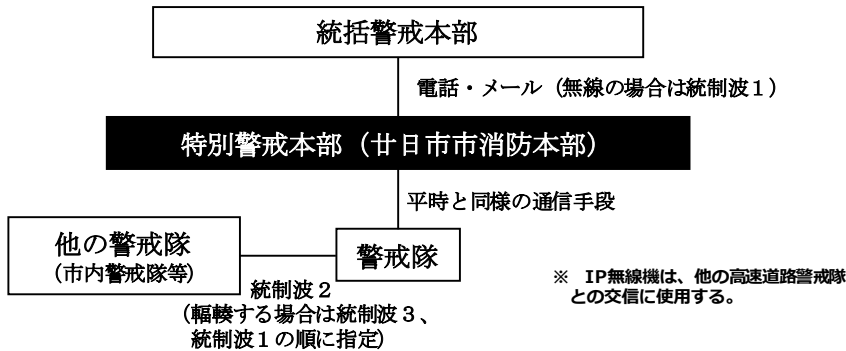 統括警戒本部
電話・メール（無線の場合は統制波１）
特別警戒本部（廿日市市消防本部）
平時と同様の通信手段
他の警戒隊
（市内警戒隊等）
警戒隊
統制波２
（輻輳する場合は統制波３、
統制波１の順に指定）
※　IP無線機は、他の高速道路警戒隊
との交信に使用する。